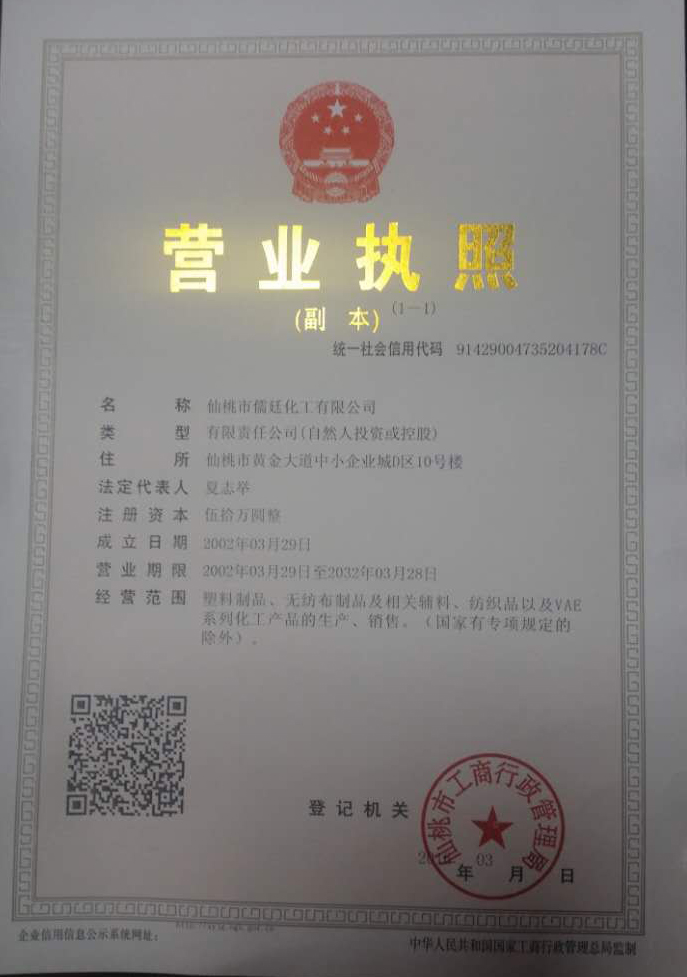 营业执照
(副 本) (1—1)
统一社会信用代码 91429004735204178C
名 称 仙桃市儒廷化工有限公司
类 型 有限责任公司(自然人投资或控股)
住 所 仙桃市黄金大道中小企业城D区10号楼
法定代表人 夏志举
注册资本 伍拾万圆整
成立日期 2002年03月29日
营业期限 2002年03月29日至2032年03月28日
经营范围 塑料制品、无纺布制品及相关辅料、纺织品以及VAE
系列化工产品的生产、销售。（国家有专项规定的
除外）。
仙桃市工商行政管理局
登记机关
03
年 月 日
企业信用信息公示系统网址：
中华人民共和国国家工商行政管理总局监制